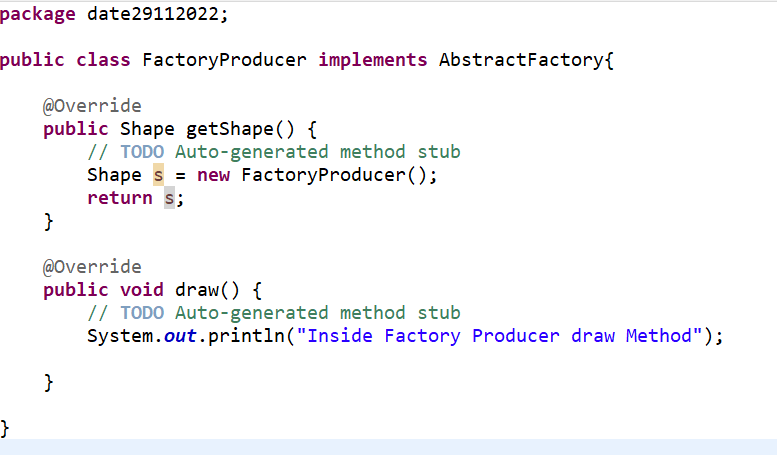 package date29112022;
public class FactoryProducer implements AbstractFactory{
@Override
public Shape getShape() {
// TODO Auto-generated method stub
Shape s = new FactoryProducer();
return s;
}
@Override
public void draw() {
// TODO Auto-generated method stub
System.out.println("Inside Factory Producer draw Method");
}
}